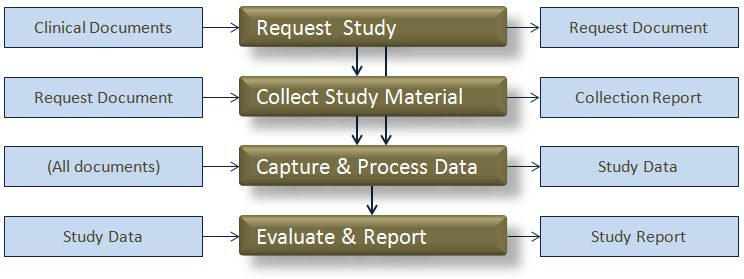 Clinical Documents
Request Study
Request Document
Request Document
Collect Study Material
Collection Report
(All documents)
Capture & Process Data
Study Data
Study Data
Evaluate & Report
Study Report